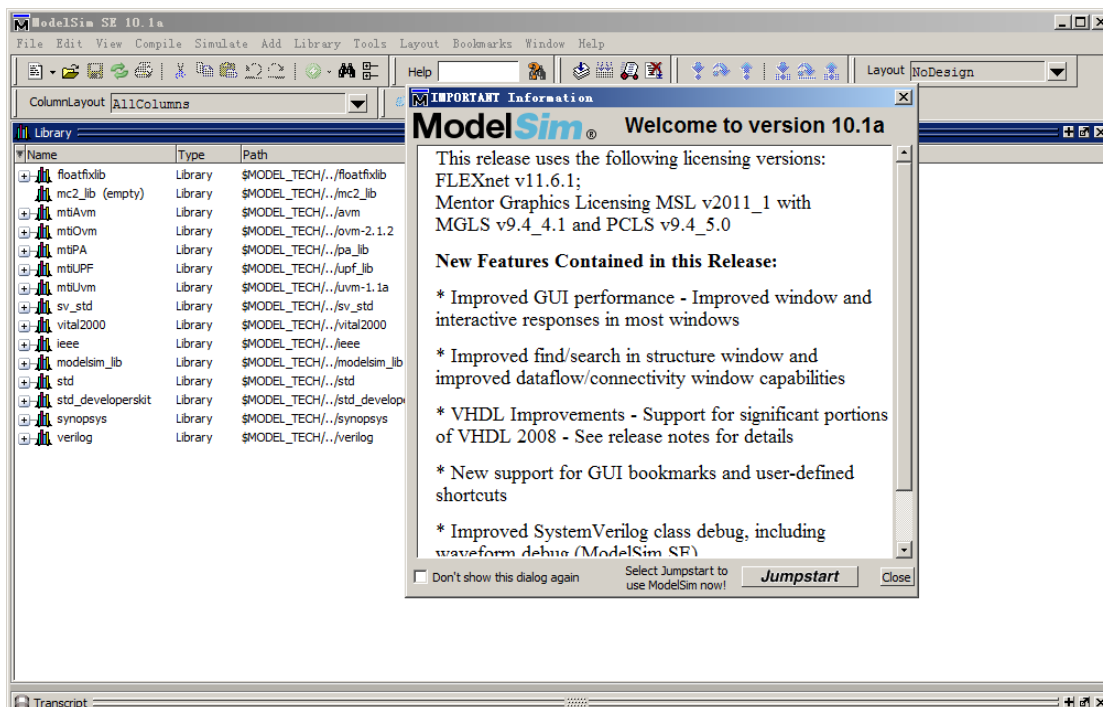 ModelSim SE 10.1a
File Edit View Compile Simulate Add Library Tools Layout Bookmarks Window Help
Help
Layout NoDesign
ColumnLayout AllColumns
Library
Name Type Path
floatfixlib Library $MODEL_TECH/../floatfixlib
mc2_lib (empty) Library $MODEL_TECH/../mc2_lib
mtiAvm Library $MODEL_TECH/../avm
mtiOvm Library $MODEL_TECH/../ovm-2.1.2
mtiPA Library $MODEL_TECH/../pa_lib
mtiUPF Library $MODEL_TECH/../upf_lib
mtiUvm Library $MODEL_TECH/../uvm-1.1a
sv_std Library $MODEL_TECH/../sv_std
vital2000 Library $MODEL_TECH/../vital2000
ieee Library $MODEL_TECH/../ieee
modelsim_lib Library $MODEL_TECH/../modelsim_lib
std Library $MODEL_TECH/../std
std_developerskit Library $MODEL_TECH/../std_develope
synopsys Library $MODEL_TECH/../synopsys
verilog Library $MODEL_TECH/../verilog
IMPORTANT Information
ModelSim ® Welcome to version 10.1a
This release uses the following licensing versions:
FLEXnet v11.6.1;
Mentor Graphics Licensing MSL v2011_1 with
MGLS v9.4_4.1 and PCLS v9.4_5.0
New Features Contained in this Release:
* Improved GUI performance - Improved window and
interactive responses in most windows
* Improved find/search in structure window and
improved dataflow/connectivity window capabilities
* VHDL Improvements - Support for significant portions
of VHDL 2008 - See release notes for details
* New support for GUI bookmarks and user-defined
shortcuts
* Improved SystemVerilog class debug, including
waveform debug (ModelSim SE)
Don't show this dialog again
Select Jumpstart to
use ModelSim now!
Jumpstart
Close
Transcript